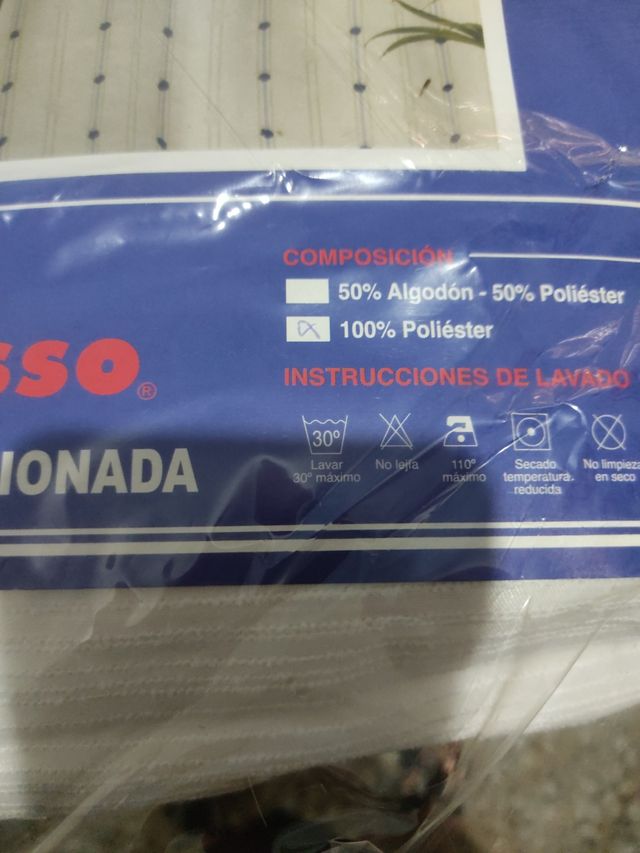 COMPOSICIÓN
50% Algodón - 50% Poliéster
100% Poliéster
INSTRUCCIONES DE LAVADO
SSO®
IONADA
30º
Lavar
30º máximo
No lejía
110º
máximo
Secado
temperatura.
reducida
No limpieza
en seco